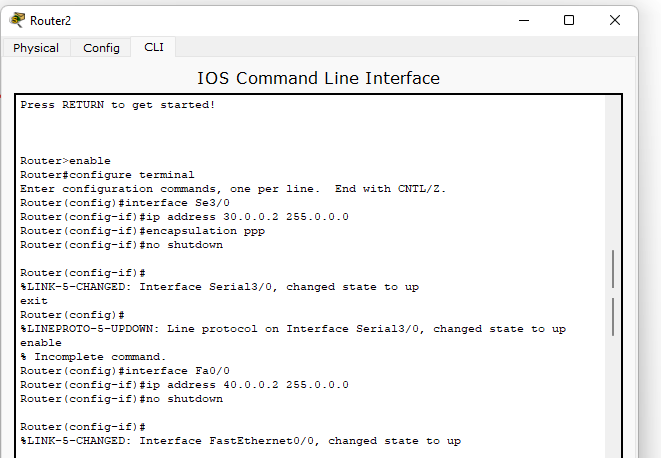 Router2
Physical Config CLI
IOS Command Line Interface
Press RETURN to get started!
Router>enable
Router#configure terminal
Enter configuration commands, one per line.  End with CNTL/Z.
Router(config)#interface Se3/0
Router(config-if)#ip address 30.0.0.2 255.0.0.0
Router(config-if)#encapsulation ppp
Router(config-if)#no shutdown
Router(config-if)#
%LINK-5-CHANGED: Interface Serial3/0, changed state to up
exit
Router(config)#
%LINEPROTO-5-UPDOWN: Line protocol on Interface Serial3/0, changed state to up
enable
% Incomplete command.
Router(config)#interface Fa0/0
Router(config-if)#ip address 40.0.0.2 255.0.0.0
Router(config-if)#no shutdown
Router(config-if)#
%LINK-5-CHANGED: Interface FastEthernet0/0, changed state to up